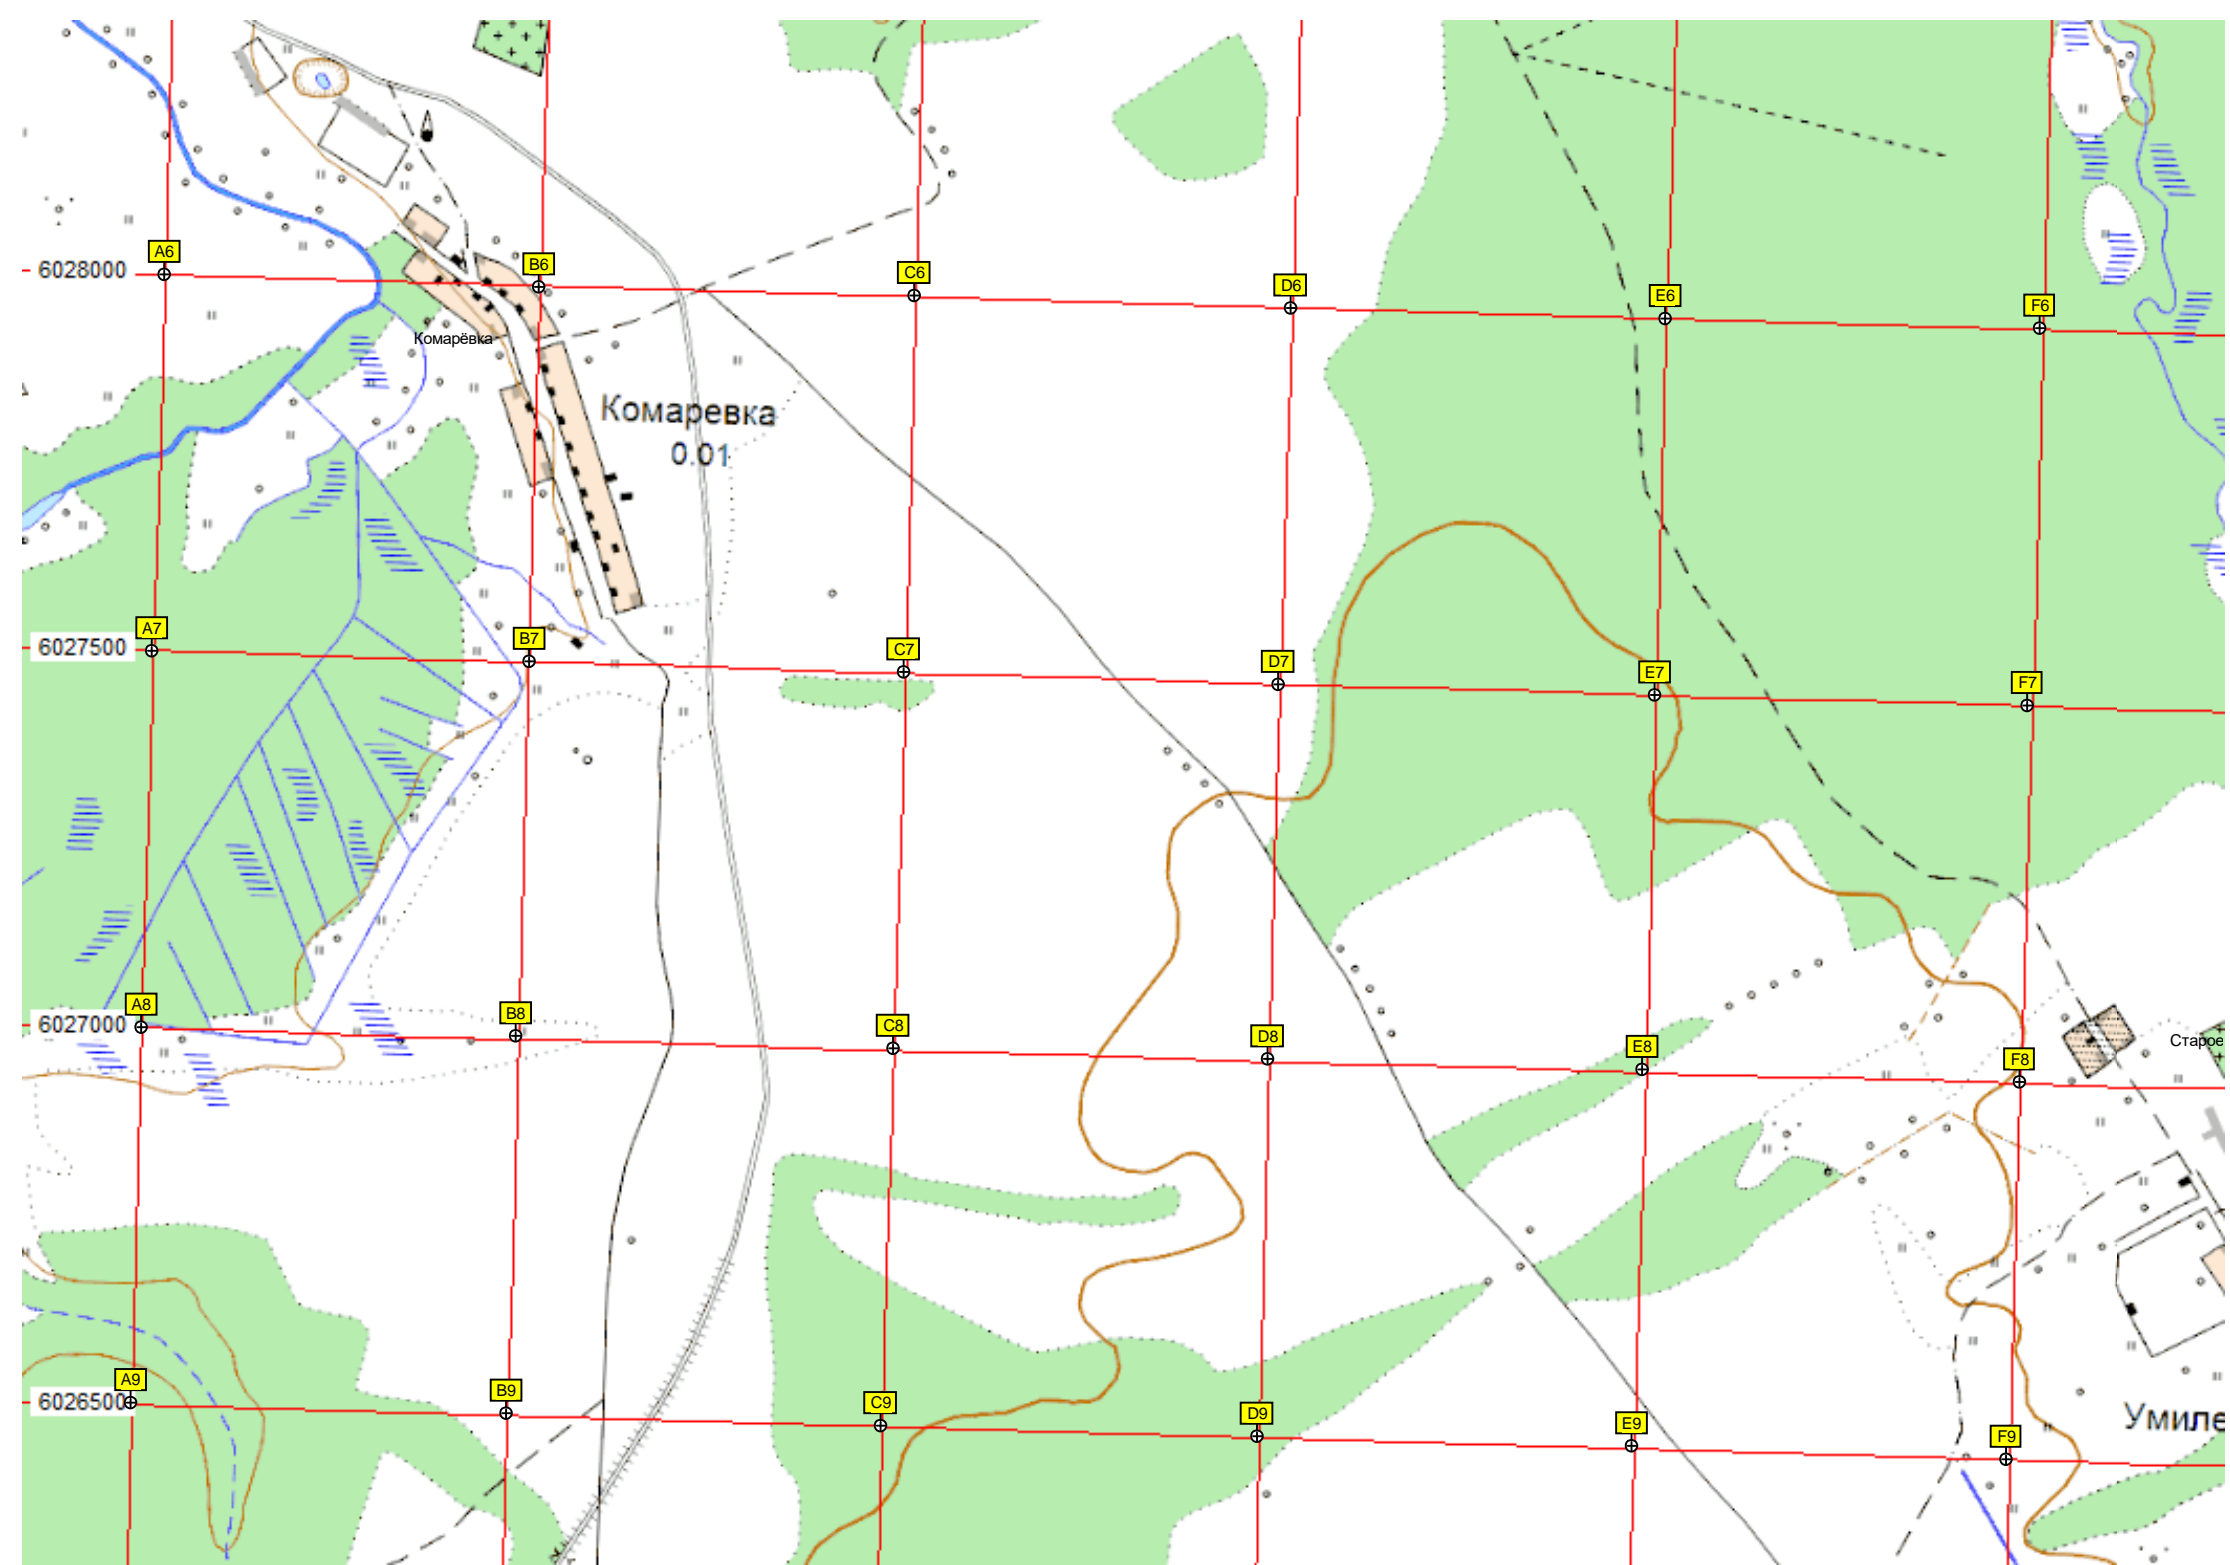 A6
B6
C6
D6
E6
F6
6028000
Комарёвка
Комаревка
0.01
A7
B7
C7
D7
E7
F7
6027500
A8
B8
C8
D8
E8
F8
6027000
Старое
A9
B9
C9
D9
E9
F9
6026500
Умиле